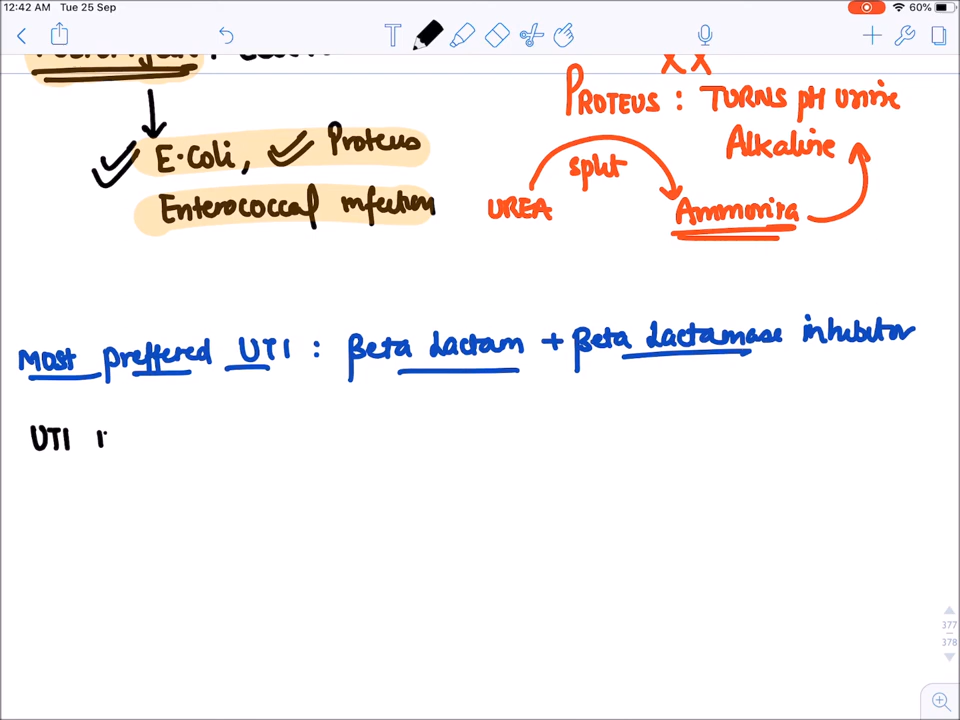 12:42 AM Tue 25 Sep
60%
T
E.Coli, Proteus
Enterococcal infection
PROTEUS : TURNS pH urine
Alkaline
split
UREA
Ammonia
Most preffered UTI : Beta Lactam + Beta Lactamase inhibitor
UTI
377
378